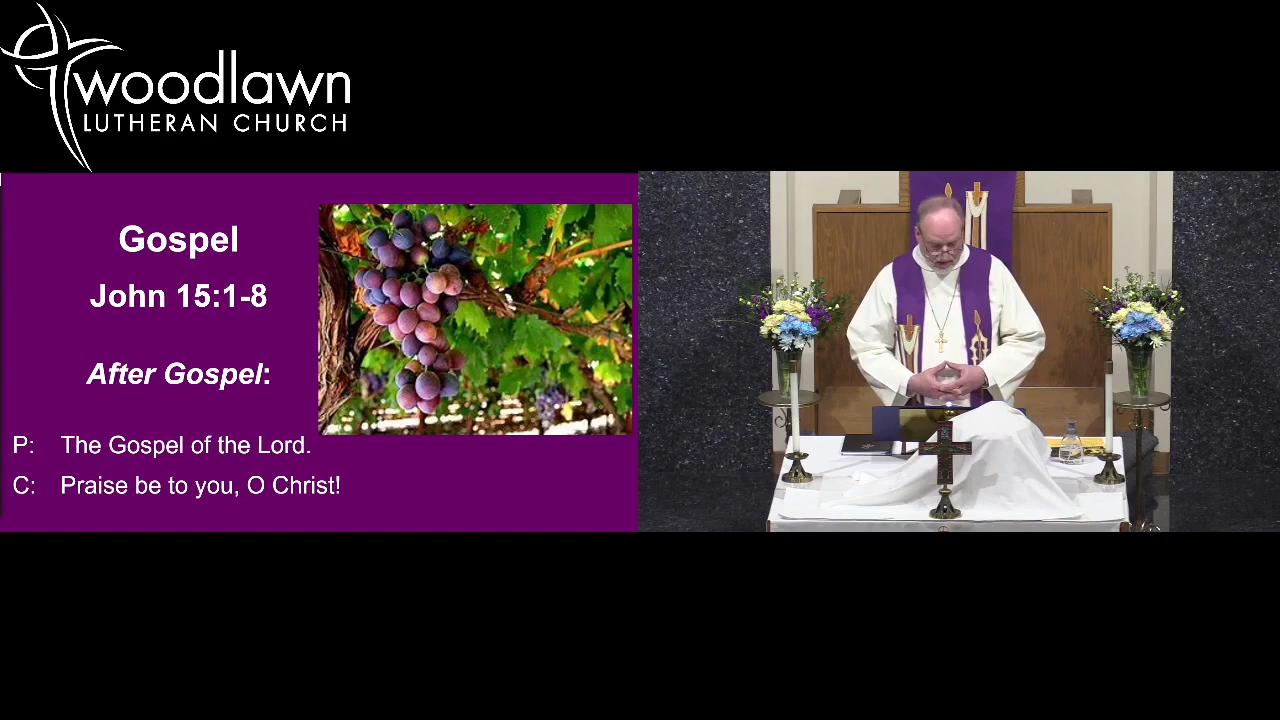 woodlawn
LUTHERAN CHURCH
Gospel
John 15:1-8
After Gospel:
P: The Gospel of the Lord.
C: Praise be to you, O Christ!